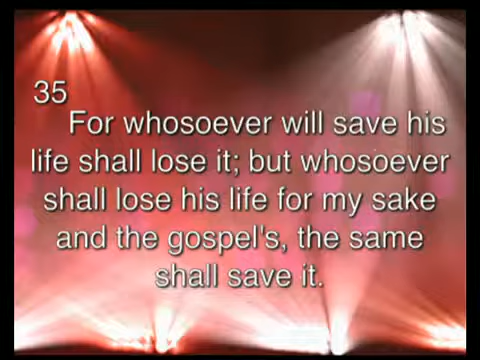 35
For whosoever will save his
life shall lose it; but whosoever
shall lose his life for my sake
and the gospel's, the same
shall save it.